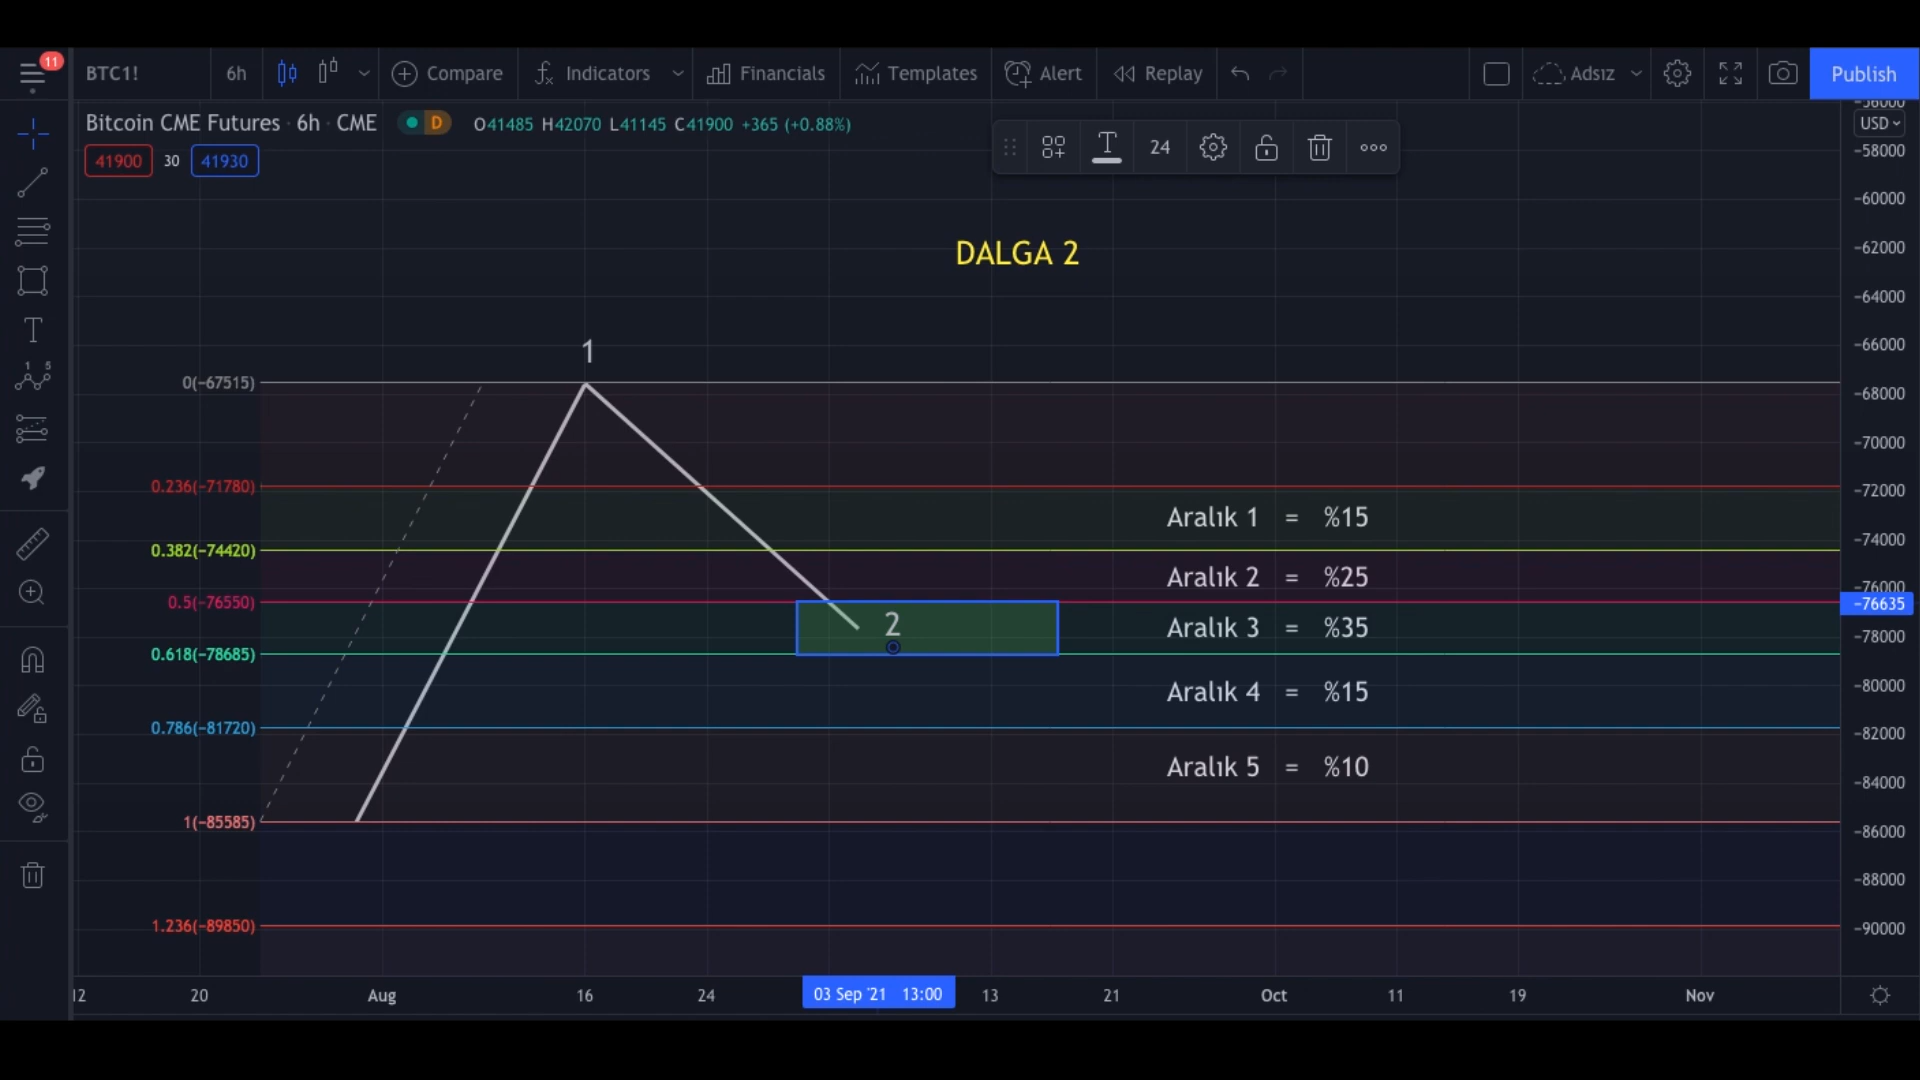 11
BTC1! 6h Compare Indicators Financials Templates Alert Replay Adsız Publish
Bitcoin CME Futures · 6h · CME D O41485 H42070 L41145 C41900 +365 (+0.88%)
41900 30 41930
T 24
USD
-56000
-58000
-60000
-62000
-64000
-66000
-68000
-70000
-72000
-74000
-76000
-76635
-78000
-80000
-82000
-84000
-86000
-88000
-90000
DALGA 2
1
0(-67515)
0.236(-71780)
Aralık 1 = %15
0.382(-74420)
Aralık 2 = %25
0.5(-76550)
2
Aralık 3 = %35
0.618(-78685)
Aralık 4 = %15
0.786(-81720)
Aralık 5 = %10
1(-85585)
1.236(-89850)
12 20 Aug 16 24 03 Sep '21 13:00 13 21 Oct 11 19 Nov